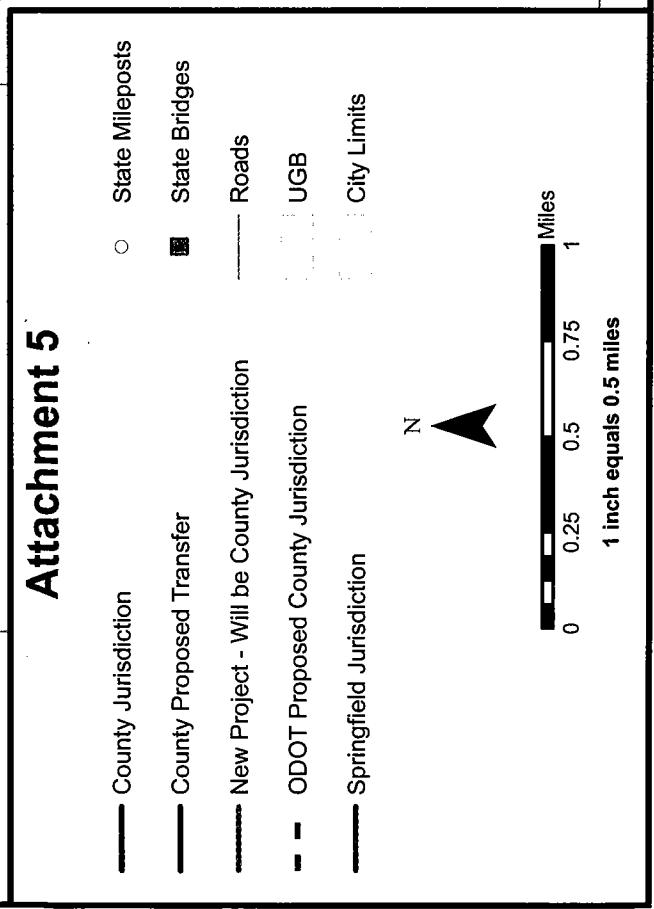 Attachment 5
County Jurisdiction
County Proposed Transfer
New Project - Will be County Jurisdiction
ODOT Proposed County Jurisdiction
Springfield Jurisdiction
State Mileposts
State Bridges
Roads
UGB
City Limits
N
0 0.25 0.5 0.75 1 Miles
1 inch equals 0.5 miles